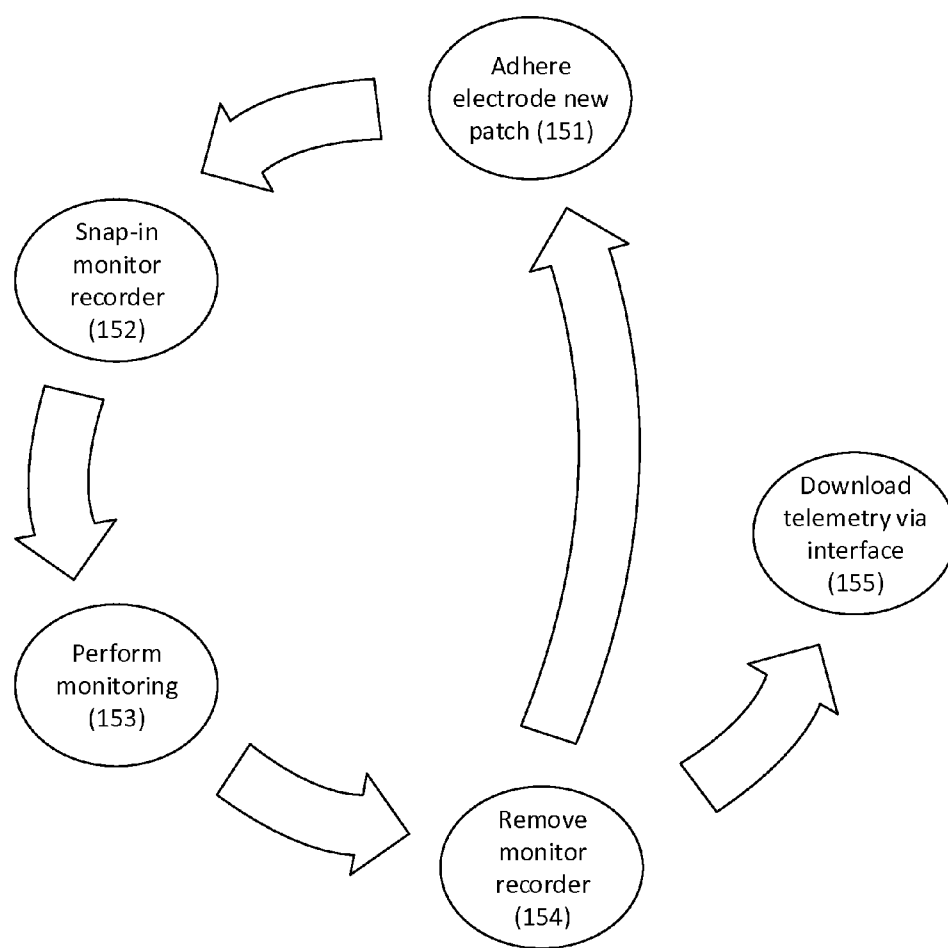 Adhere
electrode new
patch (151)
Snap-in
monitor
recorder
(152)
Perform
monitoring
(153)
Remove
monitor
recorder
(154)
Download
telemetry via
interface
(155)